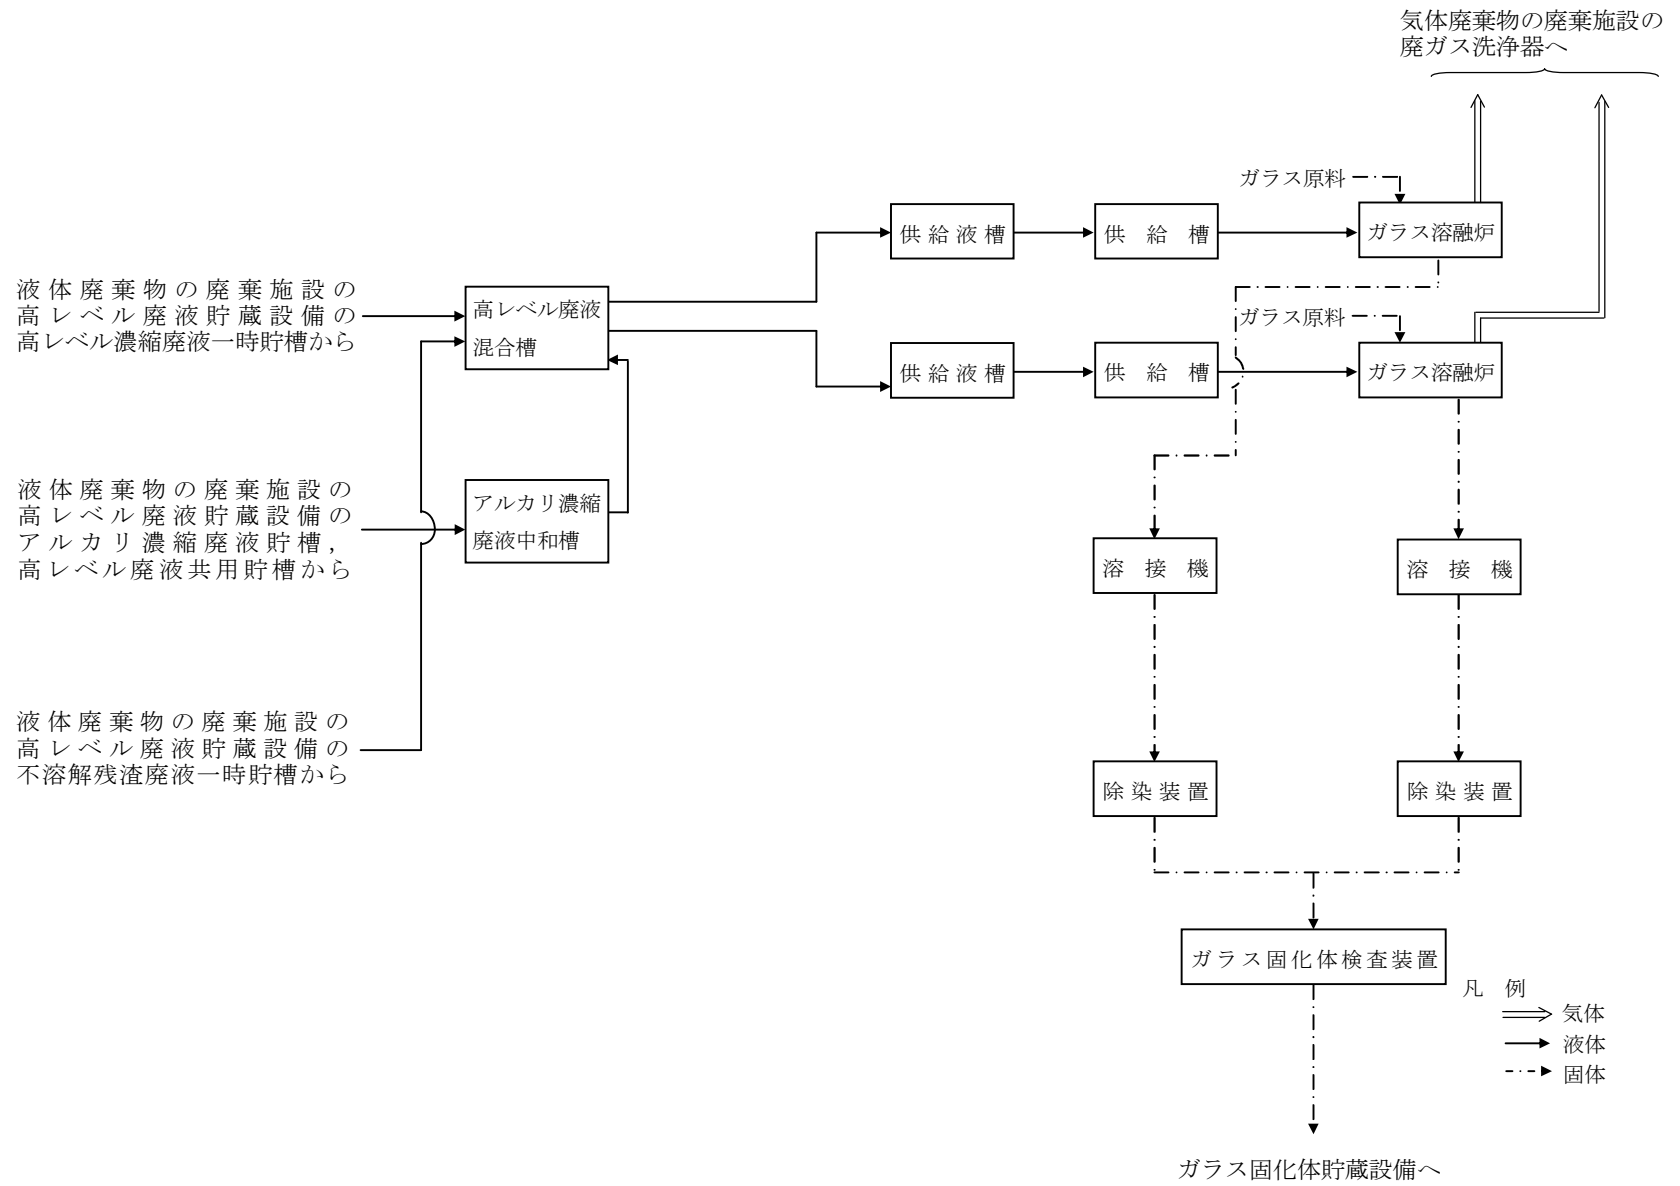 気体廃棄物の廃棄施設の
廃ガス洗浄器へ
ガラス原料
供給液槽
供給槽
ガラス溶融炉
液体廃棄物の廃棄施設の
高レベル廃液貯蔵設備の
高レベル濃縮廃液一時貯槽から
高レベル廃液
混合槽
ガラス原料
供給液槽
供給槽
ガラス溶融炉
液体廃棄物の廃棄施設の
高レベル廃液貯蔵設備の
アルカリ濃縮廃液貯槽，
高レベル廃液共用貯槽から
アルカリ濃縮
廃液中和槽
溶接機
溶接機
液体廃棄物の廃棄施設の
高レベル廃液貯蔵設備の
不溶解残渣廃液一時貯槽から
除染装置
除染装置
ガラス固化体検査装置
凡例
気体
液体
固体
ガラス固化体貯蔵設備へ